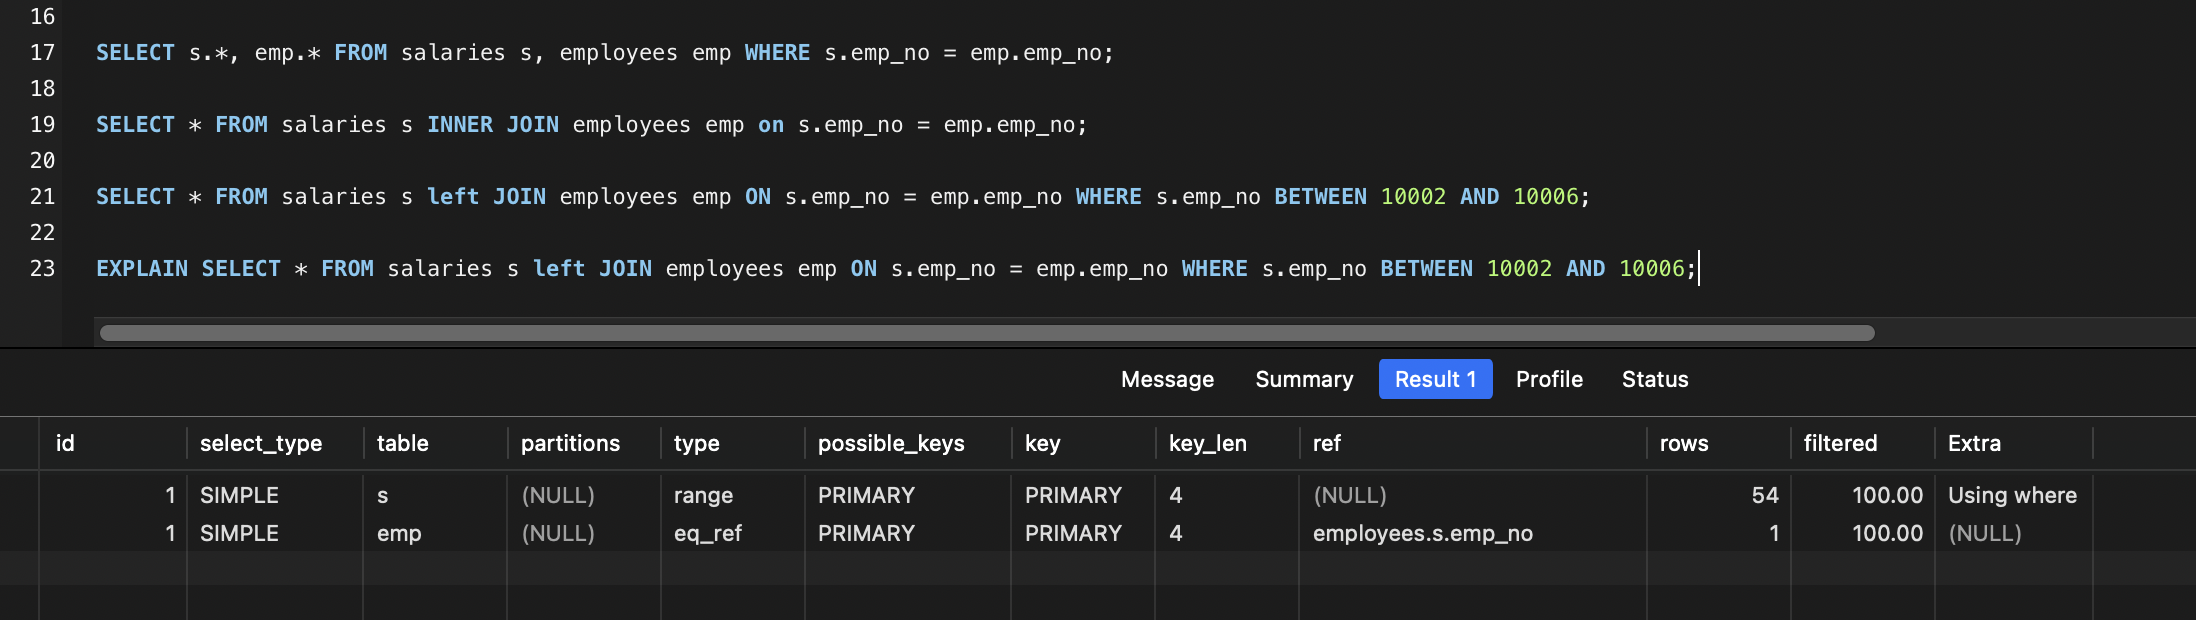 16
17 SELECT s.*, emp.* FROM salaries s, employees emp WHERE s.emp_no = emp.emp_no;
18
19 SELECT * FROM salaries s INNER JOIN employees emp on s.emp_no = emp.emp_no;
20
21 SELECT * FROM salaries s left JOIN employees emp ON s.emp_no = emp.emp_no WHERE s.emp_no BETWEEN 10002 AND 10006;
22
23 EXPLAIN SELECT * FROM salaries s left JOIN employees emp ON s.emp_no = emp.emp_no WHERE s.emp_no BETWEEN 10002 AND 10006;
Message Summary Result 1 Profile Status
id select_type table partitions type possible_keys key key_len ref rows filtered Extra
1 SIMPLE s (NULL) range PRIMARY PRIMARY 4 (NULL) 54 100.00 Using where
1 SIMPLE emp (NULL) eq_ref PRIMARY PRIMARY 4 employees.s.emp_no 1 100.00 (NULL)